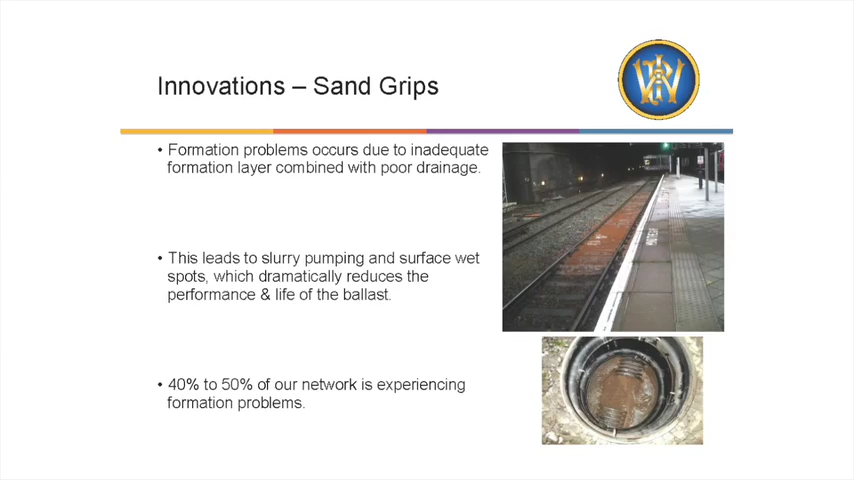 Innovations – Sand Grips
• Formation problems occurs due to inadequate
formation layer combined with poor drainage.
• This leads to slurry pumping and surface wet
spots, which dramatically reduces the
performance & life of the ballast.
• 40% to 50% of our network is experiencing
formation problems.